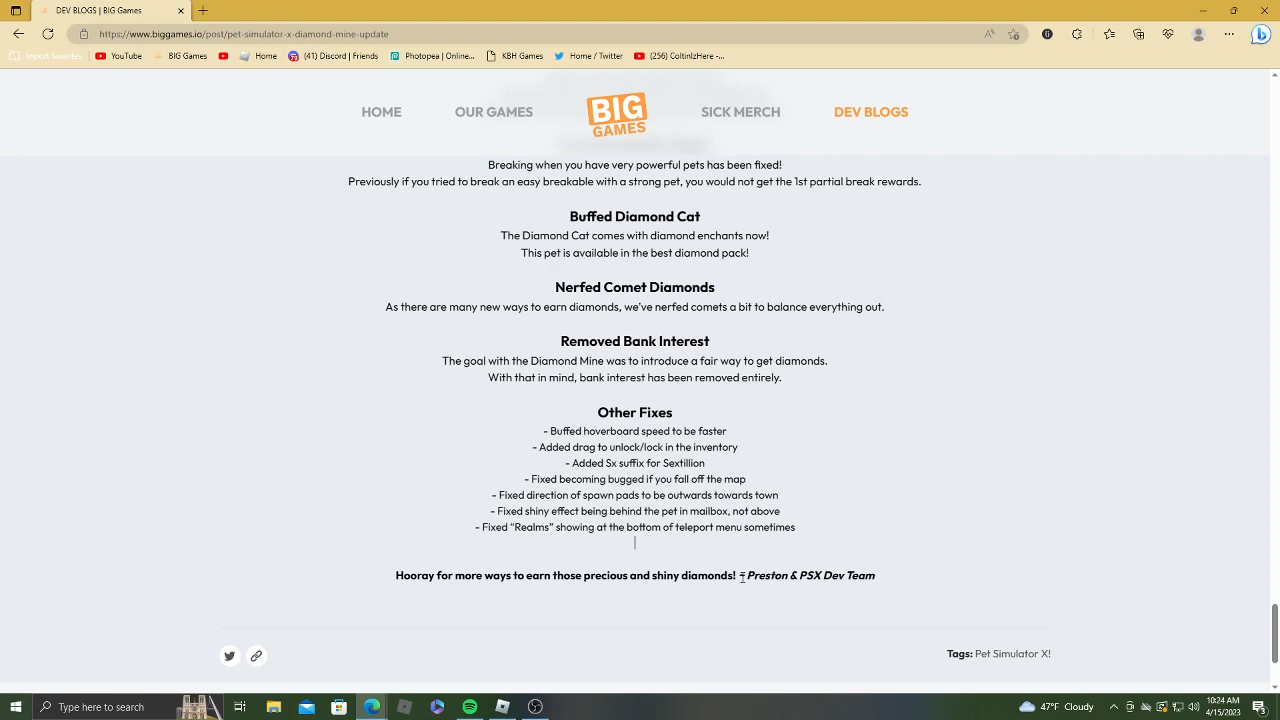 DEV BLOGS | BIG GAMES®
https://www.biggames.io/post/pet-simulator-x-diamond-mine-update
Import favorites
YouTube
BIG Games
Home
(41) Discord | Friends
Photopea | Online...
K8H Games
Home / Twitter
(256) ColtinIzGHere -...
HOME
OUR GAMES
BIG
GAMES
SICK MERCH
DEV BLOGS
Breaking when you have very powerful pets has been fixed!
Previously if you tried to break an easy breakable with a strong pet, you would not get the 1st partial break rewards.
Buffed Diamond Cat
The Diamond Cat comes with diamond enchants now!
This pet is available in the best diamond pack!
Nerfed Comet Diamonds
As there are many new ways to earn diamonds, we've nerfed comets a bit to balance everything out.
Removed Bank Interest
The goal with the Diamond Mine was to introduce a fair way to get diamonds.
With that in mind, bank interest has been removed entirely.
Other Fixes
- Buffed hoverboard speed to be faster
- Added drag to unlock/lock in the inventory
- Added Sx suffix for Sextillion
- Fixed becoming bugged if you fall off the map
- Fixed direction of spawn pads to be outwards towards town
- Fixed shiny effect being behind the pet in mailbox, not above
- Fixed “Realms” showing at the bottom of teleport menu sometimes
Hooray for more ways to earn those precious and shiny diamonds! - Preston & PSX Dev Team
Tags: Pet Simulator X!
Type here to search
10:24 AM
4/15/2023